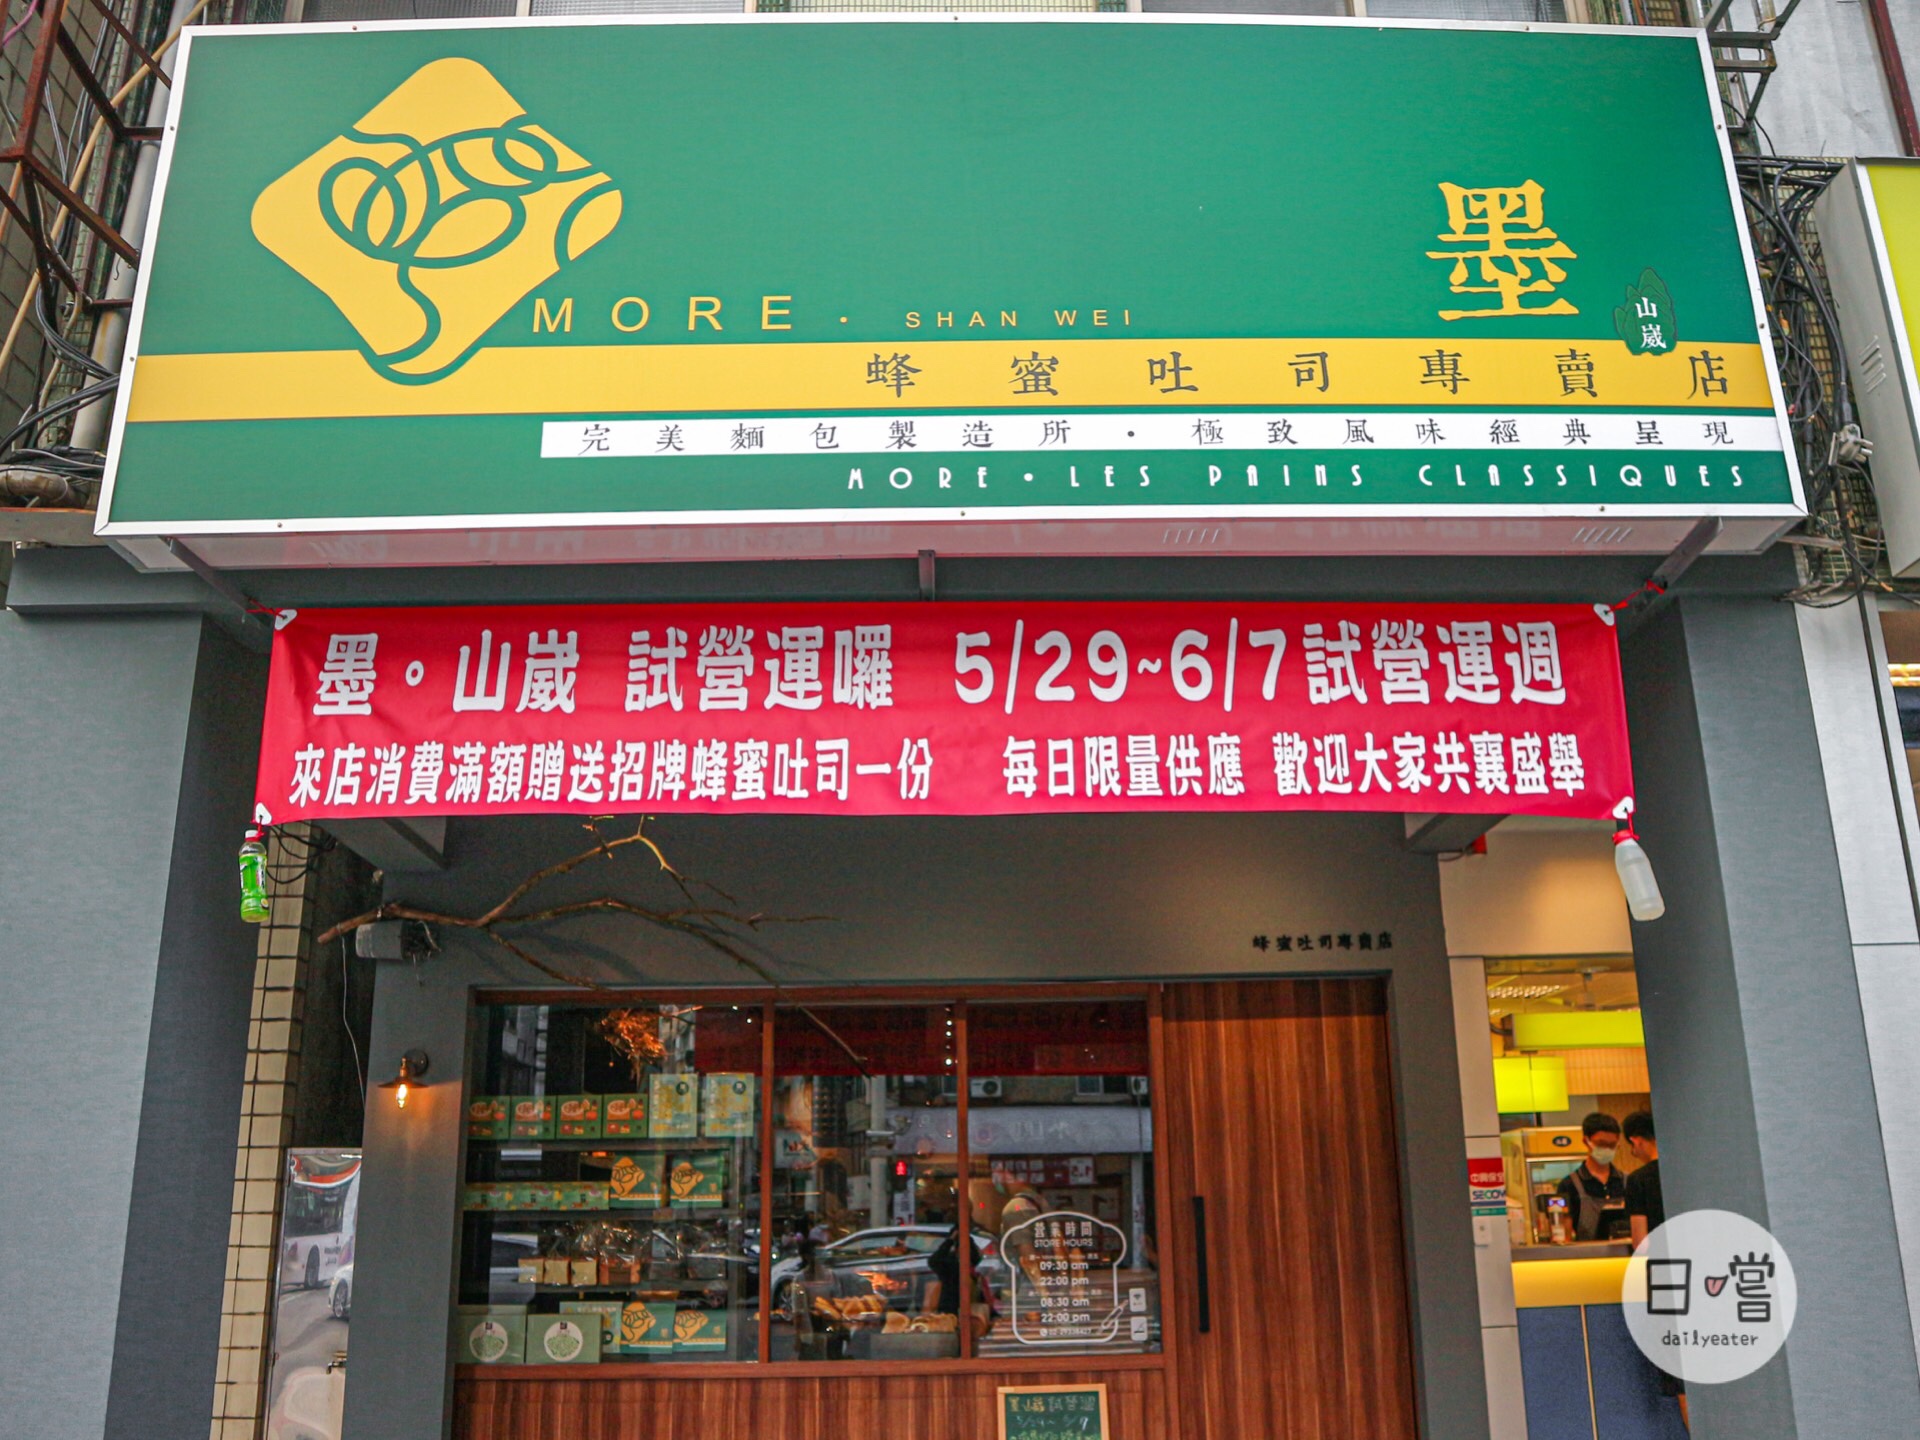 MORE • SHAN WEI
墨
山崴
蜂蜜吐司專賣店
完美麵包製造所・極致風味經典呈現
MORE • LES PAINS CLASSIQUES
墨。山崴 試營運囉 5/29~6/7試營運週
來店消費滿額贈送招牌蜂蜜吐司一份 每日限量供應 歡迎大家共襄盛舉
蜂蜜吐司專賣店
營業時間
STORE HOURS
09:30 am
22:00 pm
08:30 am
22:00 pm
中興保全
SECOM
日嚐
dailyeater